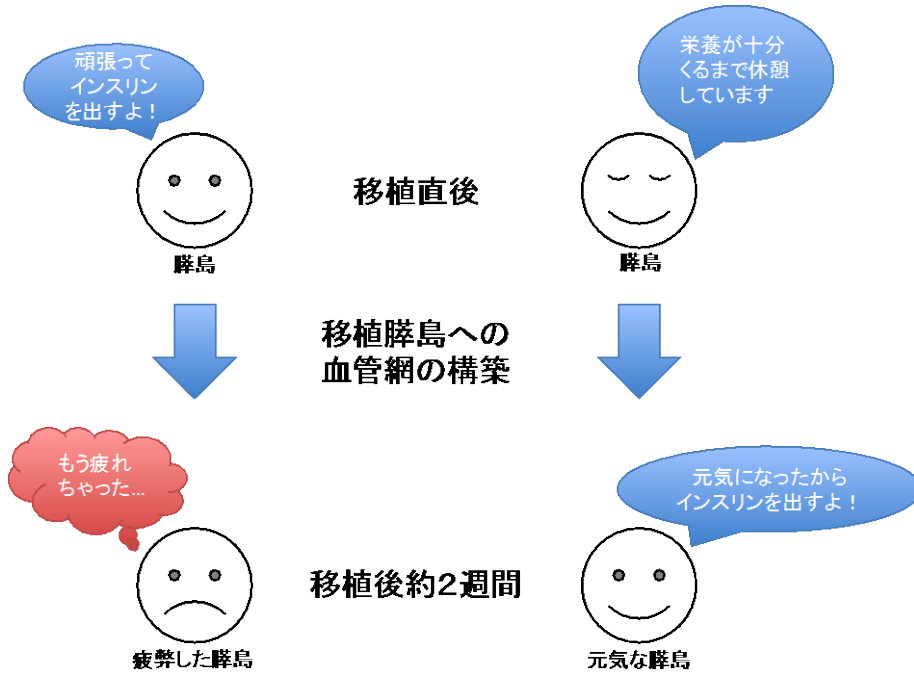 頑張って
インスリン
を出すよ！
栄養が十分
くるまで休憩
しています
移植直後
膵島
膵島
移植膵島への
血管網の構築
もう疲れ
ちゃった…
元気になったから
インスリンを出すよ！
移植後約2週間
疲弊した膵島
元気な膵島